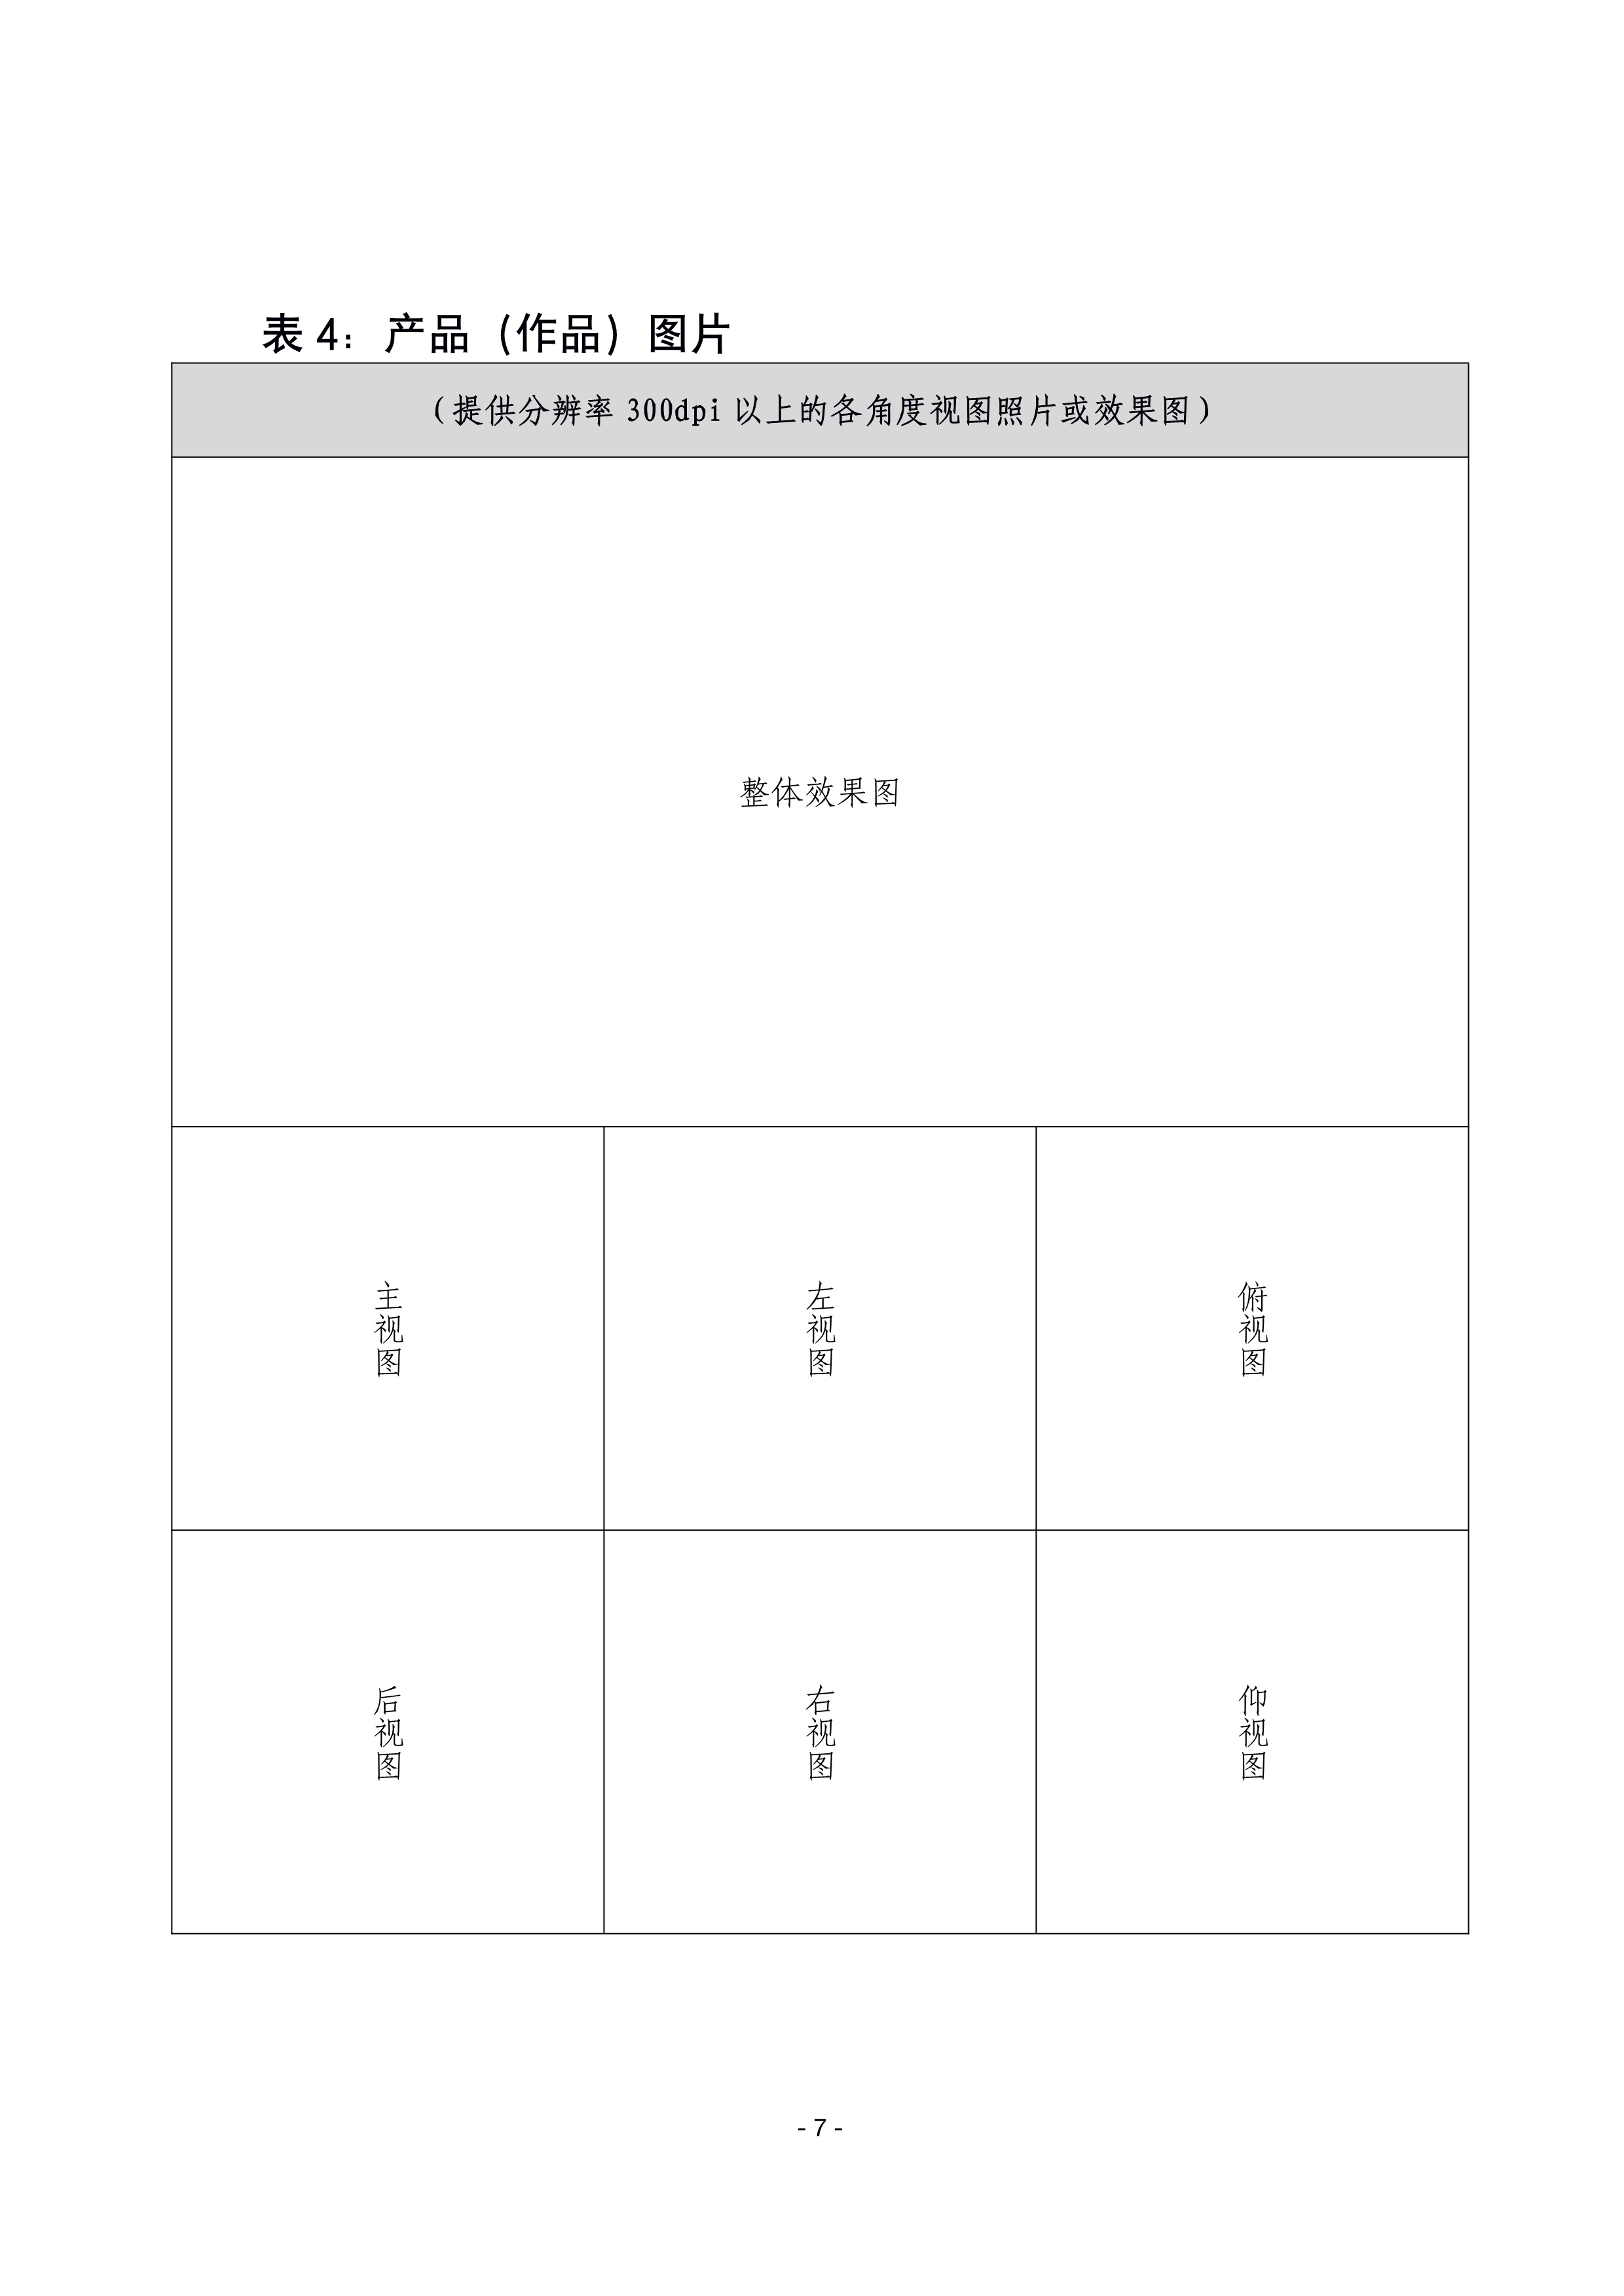 表 4：产品（作品）图片
（提供分辨率 300dpi 以上的各角度视图照片或效果图）
整体效果图
主视图
左视图
俯视图
后视图
右视图
仰视图
- 7 -